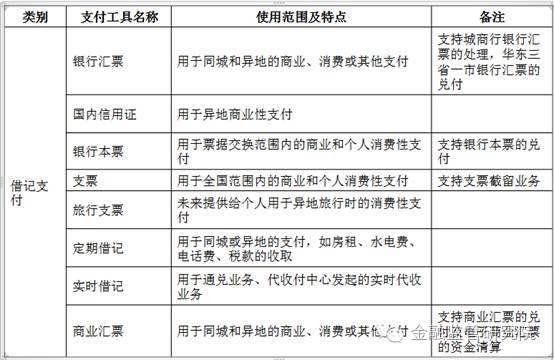 类别 支付工具名称 使用范围及特点 备注
借记支付
银行汇票 用于同城和异地的商业、消费或其他支付 支持城商行银行汇
票的处理，华东三
省一市银行汇票的
兑付
国内信用证 用于异地商业性支付
银行本票 用于票据交换范围内的商业和个人消费性支
付 支持银行本票的兑
付
支票 用于全国范围内的商业和个人消费性支付 支持支票截留业务
旅行支票 未来提供给个人用于异地旅行时的消费性支
付
定期借记 用于同城或异地的支付，如房租、水电费、
电话费、税款的收取
实时借记 用于通兑业务、代收付中心发起的实时代收
业务
商业汇票 用于同城和异地的商业、消费或其他支付 支持商业汇票的兑
的资金清算
金融监管研究院